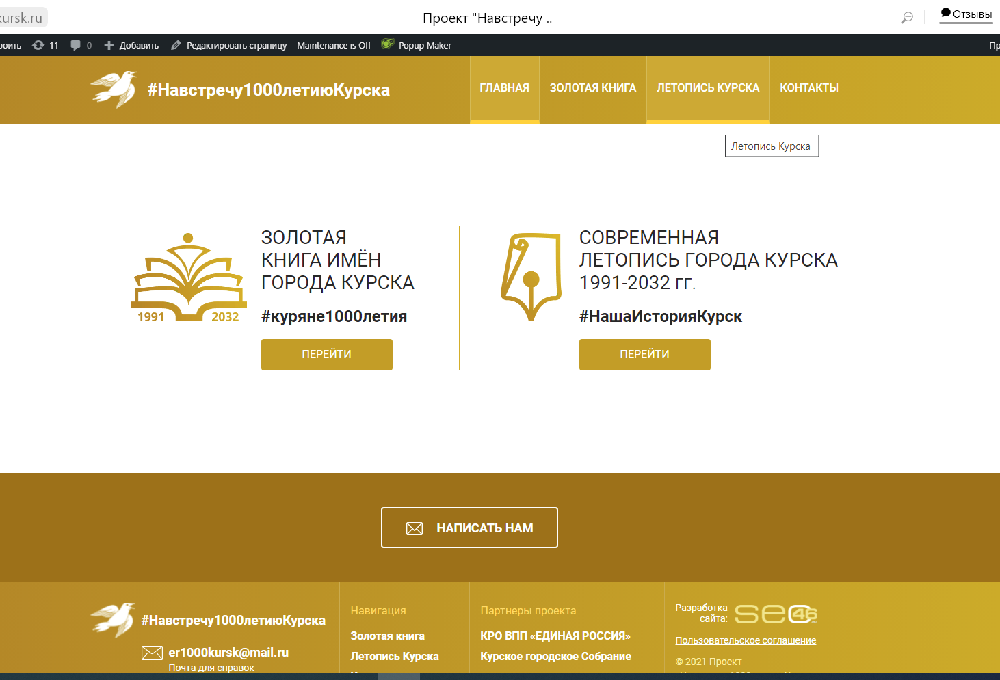 kursk.ru
Проект "Навстречу ..
Отзывы
11
0
Добавить
Редактировать страницу
Maintenance is Off
Popup Maker
#Навстречу1000летиюКурска
ГЛАВНАЯ
ЗОЛОТАЯ КНИГА
ЛЕТОПИСЬ КУРСКА
КОНТАКТЫ
Летопись Курска
1991
2032
ЗОЛОТАЯ
КНИГА ИМЁН
ГОРОДА КУРСКА
#куряне1000летия
ПЕРЕЙТИ
СОВРЕМЕННАЯ
ЛЕТОПИСЬ ГОРОДА КУРСКА
1991-2032 гг.
#НашаИсторияКурск
ПЕРЕЙТИ
НАПИСАТЬ НАМ
#Навстречу1000летиюКурска
er1000kursk@mail.ru
Почта для справок
Навигация
Золотая книга
Летопись Курска
Партнеры проекта
КРО ВПП «ЕДИНАЯ РОССИЯ»
Курское городское Собрание
Разработка
сайта:
seo46
Пользовательское соглашение
© 2021 Проект